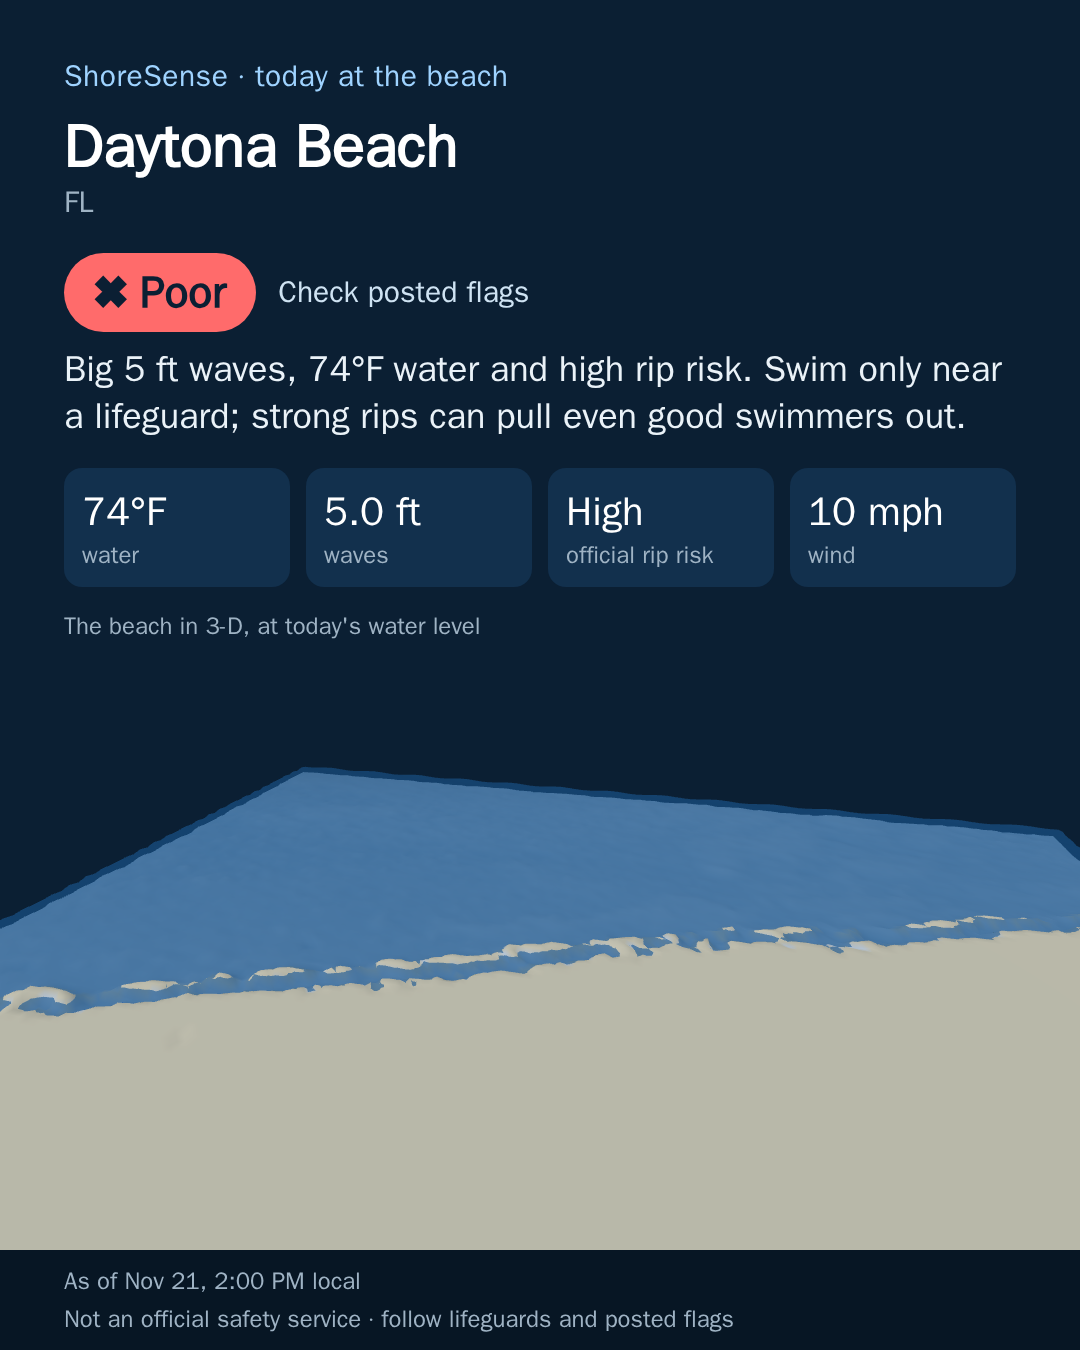 ShoreSense · today at the beach
Daytona Beach
FL
✖ Poor
Check posted flags
Big 5 ft waves, 74°F water and high rip risk. Swim only near
a lifeguard; strong rips can pull even good swimmers out.
74°F
water
5.0 ft
waves
High
official rip risk
10 mph
wind
The beach in 3-D, at today's water level
As of Nov 21, 2:00 PM local
Not an official safety service · follow lifeguards and posted flags